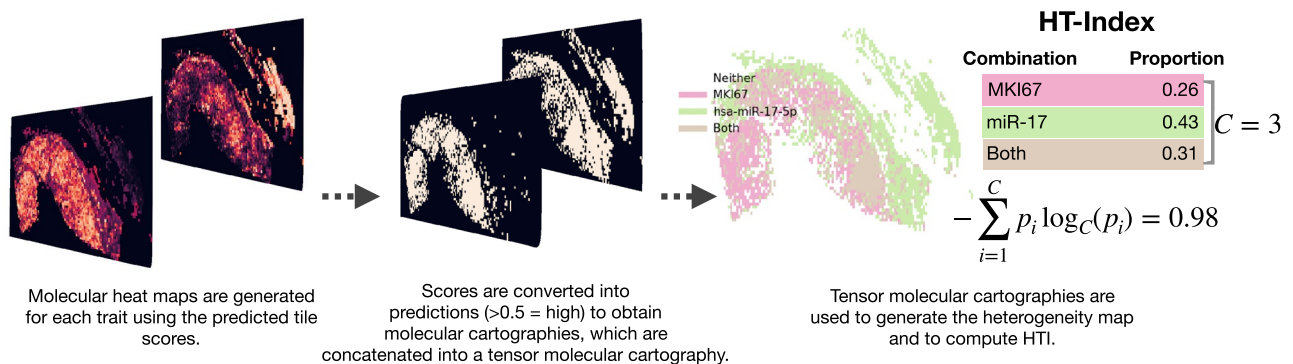 HT-Index
Combination Proportion
MKI67 0.26
miR-17 0.43
Both 0.31
C = 3
Neither
MKI67
hsa-miR-17-5p
Both
C
− ∑ p_i log_C(p_i) = 0.98
i=1
Molecular heat maps are generated
for each trait using the predicted tile
scores.
Scores are converted into
predictions (>0.5 = high) to obtain
molecular cartographies, which are
concatenated into a tensor molecular cartography.
Tensor molecular cartographies are
used to generate the heterogeneity map
and to compute HTI.